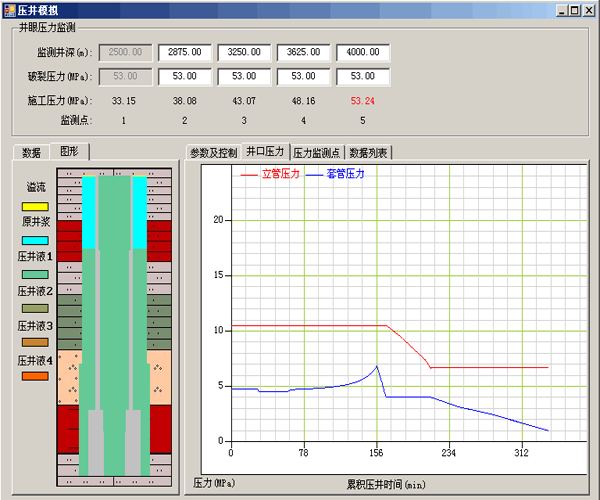 压井模拟
井眼压力监测
监测井深(m): 2500.00 2875.00 3250.00 3625.00 4000.00
破裂压力(MPa): 53.00 53.00 53.00 53.00 53.00
施工压力(MPa): 33.15 38.08 43.07 48.16 53.24
监测点: 1 2 3 4 5
数据 图形
参数及控制 井口压力 压力监测点 数据列表
溢流
原井浆
压井液1
压井液2
压井液3
压井液4
立管压力 套管压力
20
15
10
5
0
0 78 156 234 312
压力(MPa) 累积压井时间(min)